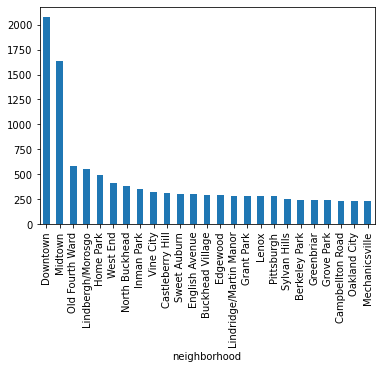 2000
1750
1500
1250
1000
750
500
250
0
Downtown
Midtown
Old Fourth Ward
Lindbergh/Morosgo
Home Park
West End
North Buckhead
Inman Park
Vine City
Castleberry Hill
Sweet Auburn
English Avenue
Buckhead Village
Edgewood
Lindridge/Martin Manor
Grant Park
Lenox
Pittsburgh
Sylvan Hills
Berkeley Park
Greenbriar
Grove Park
Campbellton Road
Oakland City
Mechanicsville
neighborhood